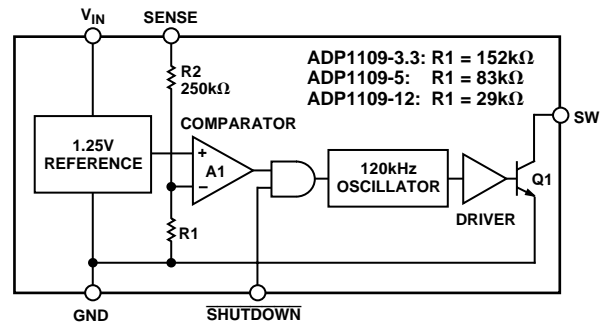 VIN
SENSE
R2
250kΩ
ADP1109-3.3: R1 = 152kΩ
ADP1109-5: R1 = 83kΩ
ADP1109-12: R1 = 29kΩ
SW
COMPARATOR
1.25V
REFERENCE
+
A1
–
120kHz
OSCILLATOR
Q1
DRIVER
R1
GND
SHUTDOWN